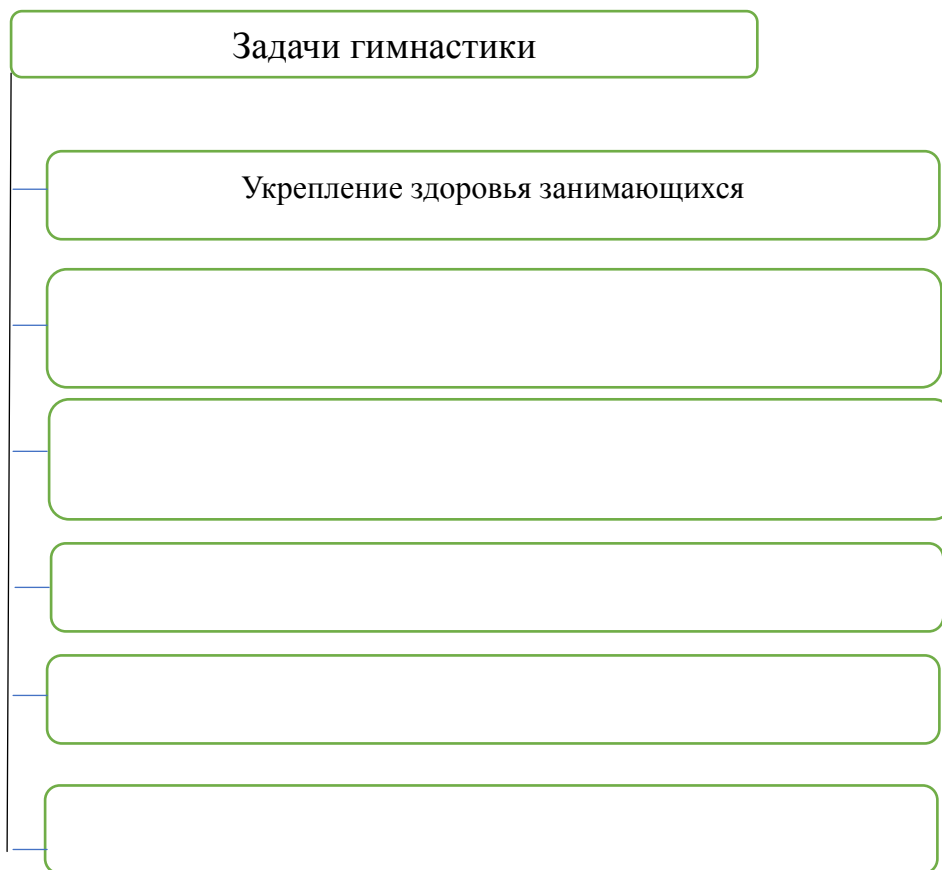 Задачи гимнастики
Укрепление здоровья занимающихся